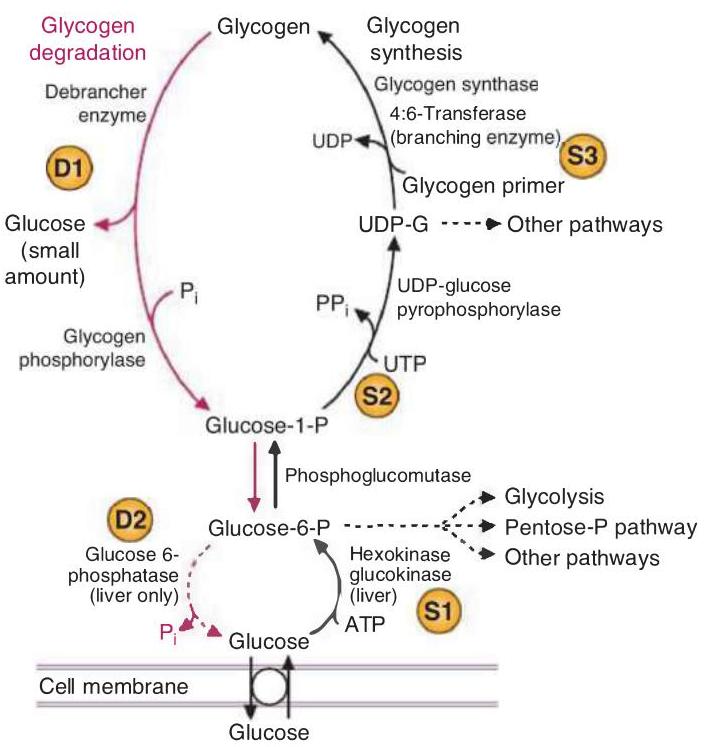 Glycogen
degradation
Glycogen
Glycogen
synthesis
Debrancher
enzyme
Glycogen synthase
4:6-Transferase
(branching enzyme)
UDP
S3
D1
Glycogen primer
Glucose
(small
amount)
UDP-G
Other pathways
Pi
PPi
UDP-glucose
pyrophosphorylase
Glycogen
phosphorylase
UTP
S2
Glucose-1-P
Phosphoglucomutase
D2
Glucose-6-P
Glycolysis
Pentose-P pathway
Other pathways
Glucose 6-
phosphatase
(liver only)
Hexokinase
glucokinase
(liver)
S1
Pi
ATP
Glucose
Cell membrane
Glucose